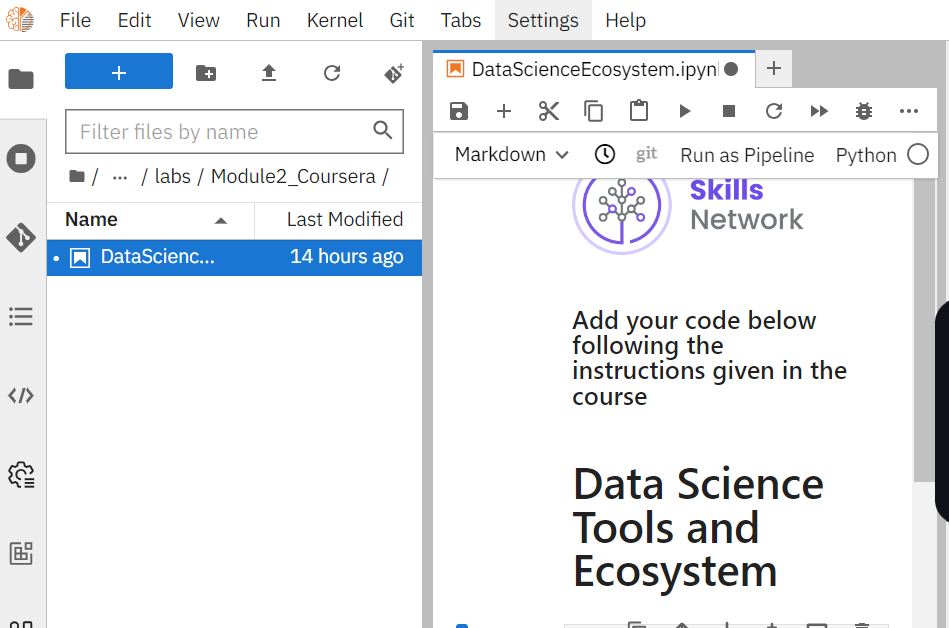 File Edit View Run Kernel Git Tabs Settings Help
DataScienceEcosystem.ipyn
Filter files by name
/ ... / labs / Module2_Coursera /
Markdown git Run as Pipeline Python
Name Last Modified
DataScienc... 14 hours ago
Skills
Network
Add your code below
following the
instructions given in the
course
Data Science
Tools and
Ecosystem